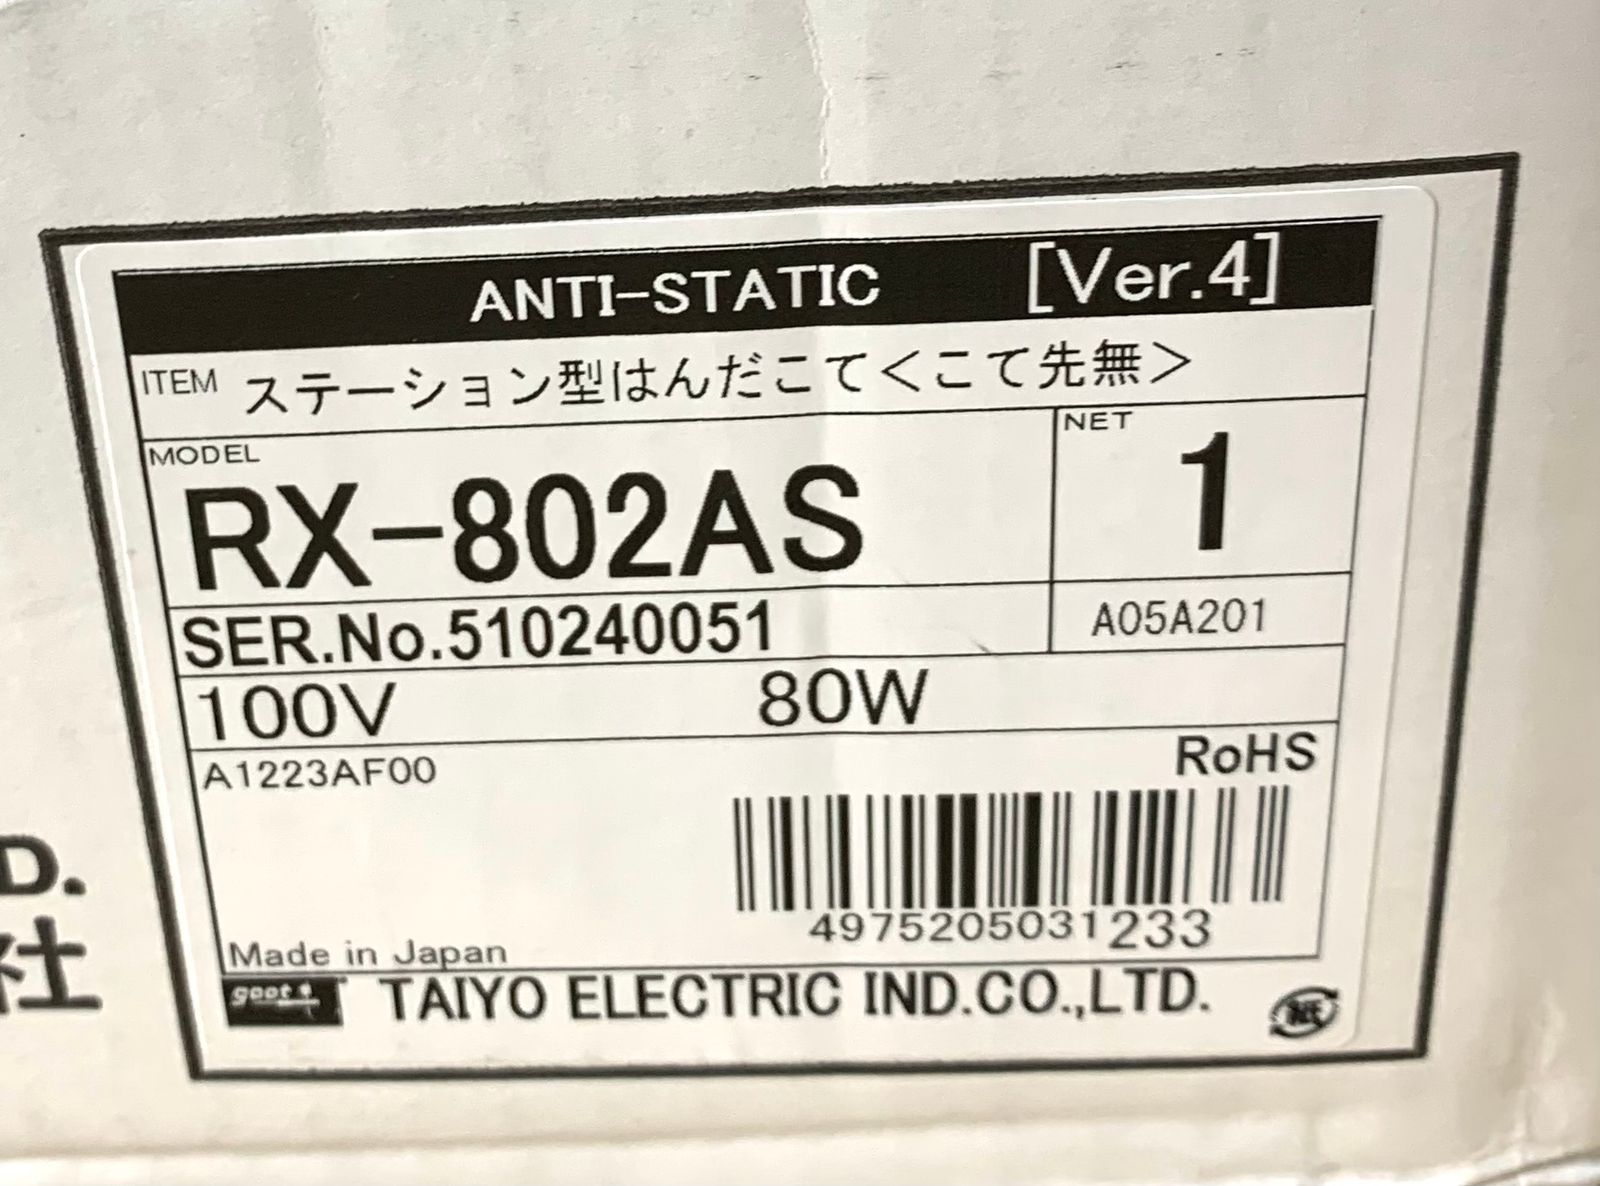 ANTI-STATIC [Ver.4]
ITEM ステーション型はんだこて<こて先無>
MODEL
RX-802AS
NET
1
SER.No.510240051
A05A201
100V 80W
A1223AF00
RoHS
4975205031233
Made in Japan
goot TAIYO ELECTRIC IND.CO.,LTD.
紙
D.
社